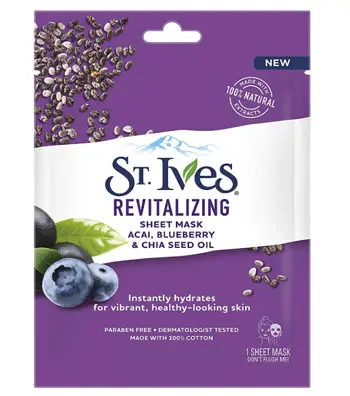 NEW
MADE WITH
100% NATURAL
EXTRACTS
ST. IVES®
REVITALIZING
SHEET MASK
ACAI, BLUEBERRY
& CHIA SEED OIL
Instantly hydrates
for vibrant, healthy-looking skin
PARABEN FREE • DERMATOLOGIST TESTED
MADE WITH 100% COTTON
1 SHEET MASK
DON'T FLUSH ME!